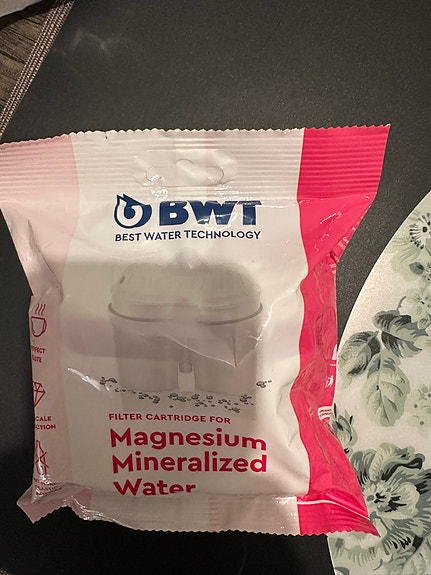 BWT
BEST WATER TECHNOLOGY
FILTER CARTRIDGE FOR
Magnesium
Mineralized
Water